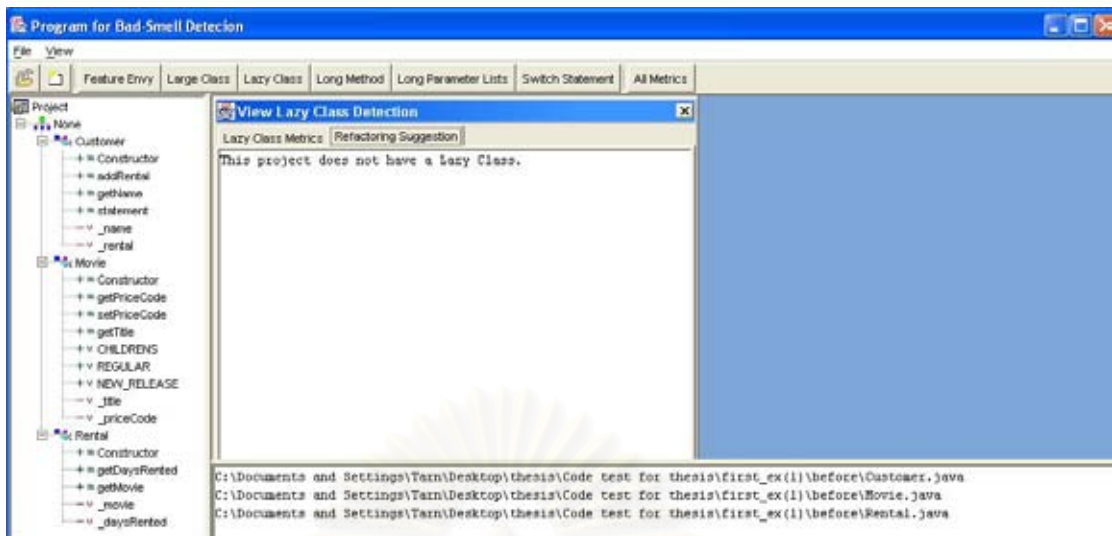 Program for Bad-Smell Detecion
File View
Feature Envy Large Class Lazy Class Long Method Long Parameter Lists Switch Statement All Metrics
Project
None
Customer
+ m Constructor
+ m addRental
+ m getName
+ m statement
− v _name
− v _rental
Movie
+ m Constructor
+ m getPriceCode
+ m setPriceCode
+ m getTitle
+ v CHILDRENS
+ v REGULAR
+ v NEW_RELEASE
− v _title
− v _priceCode
Rental
+ m Constructor
+ m getDaysRented
+ m getMovie
− v _movie
− v _daysRented
View Lazy Class Detection
Lazy Class Metrics Refactoring Suggestion
This project does not have a Lazy Class.
C:\Documents and Settings\Tarn\Desktop\thesis\Code test for thesis\first_ex(1)\before\Customer.java
C:\Documents and Settings\Tarn\Desktop\thesis\Code test for thesis\first_ex(1)\before\Movie.java
C:\Documents and Settings\Tarn\Desktop\thesis\Code test for thesis\first_ex(1)\before\Rental.java